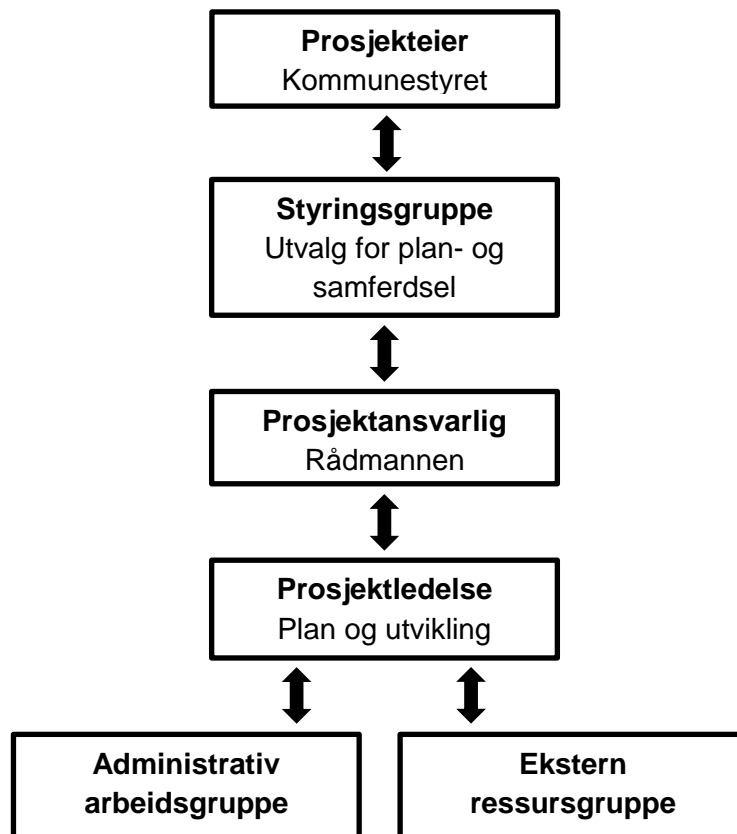 Prosjekteier
Kommunestyret
Styringsgruppe
Utvalg for plan- og
samferdsel
Prosjektansvarlig
Rådmannen
Prosjektledelse
Plan og utvikling
Administrativ
arbeidsgruppe
Ekstern
ressursgruppe